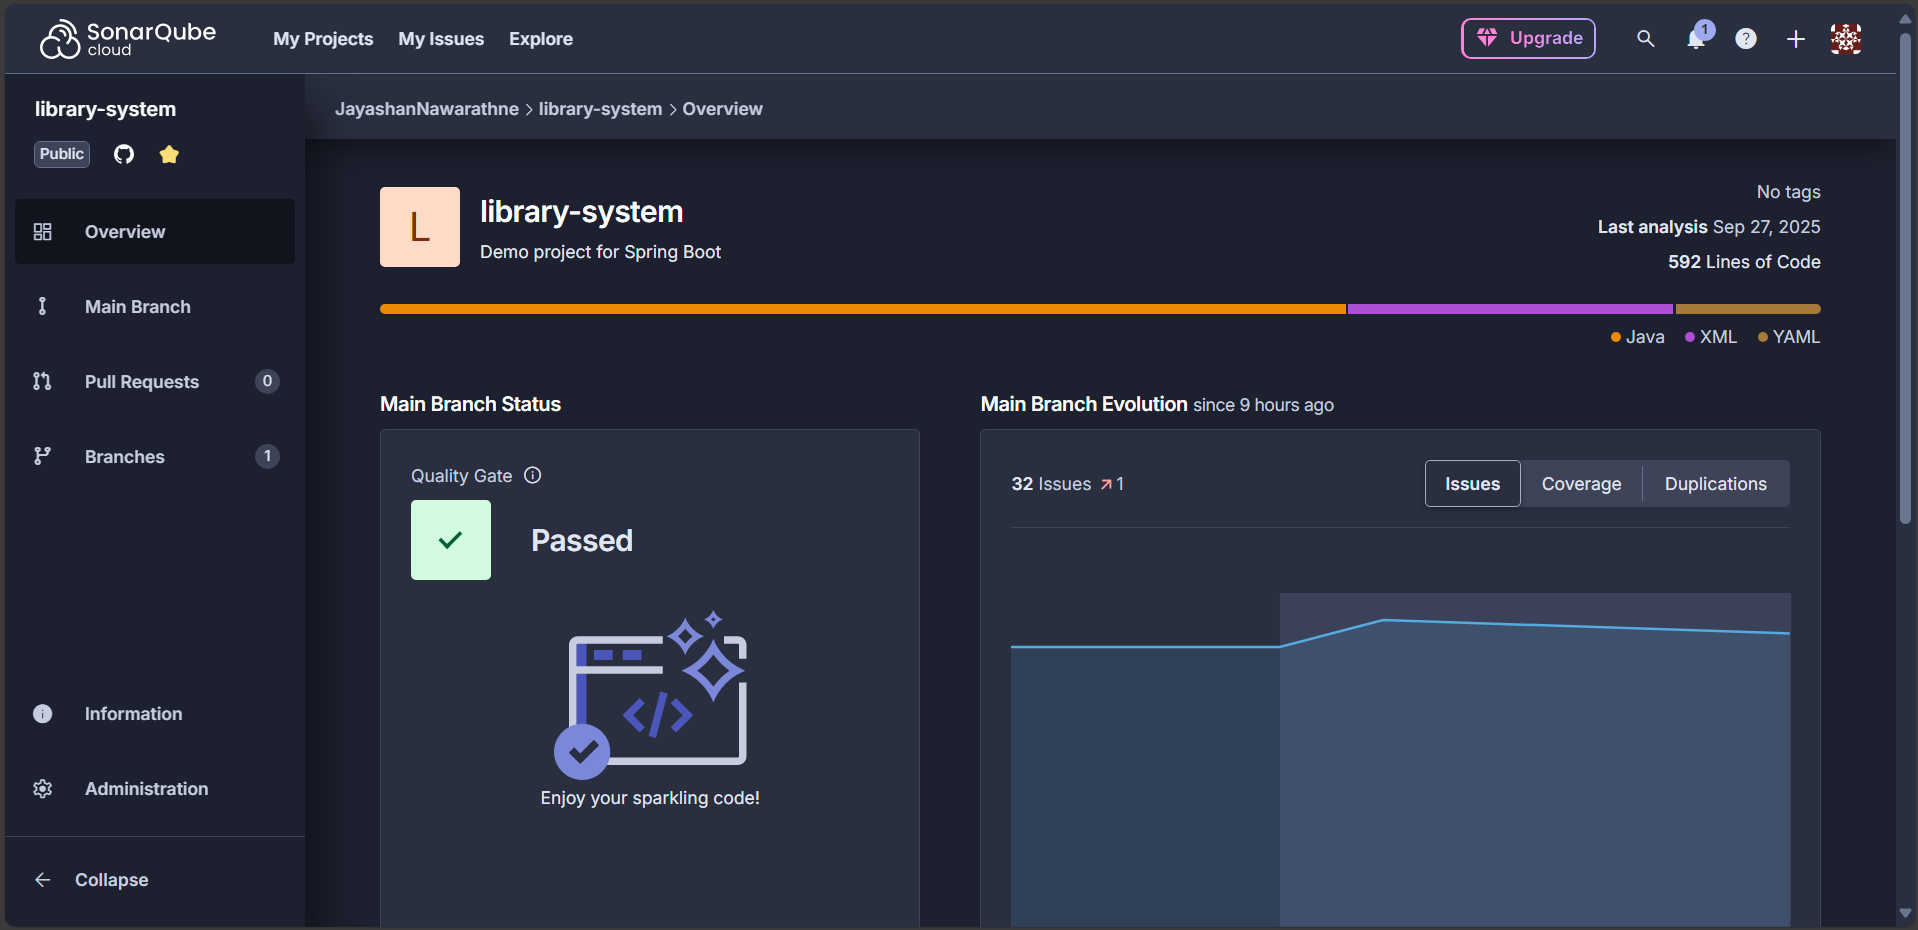 SonarQube
cloud
My Projects
My Issues
Explore
Upgrade
1
library-system
Public
JayashanNawarathne > library-system > Overview
Overview
Main Branch
Pull Requests 0
Branches 1
Information
Administration
Collapse
L
library-system
Demo project for Spring Boot
No tags
Last analysis Sep 27, 2025
592 Lines of Code
Java
XML
YAML
Main Branch Status
Quality Gate
Passed
</>
Enjoy your sparkling code!
Main Branch Evolution since 9 hours ago
32 Issues 1
Issues
Coverage
Duplications